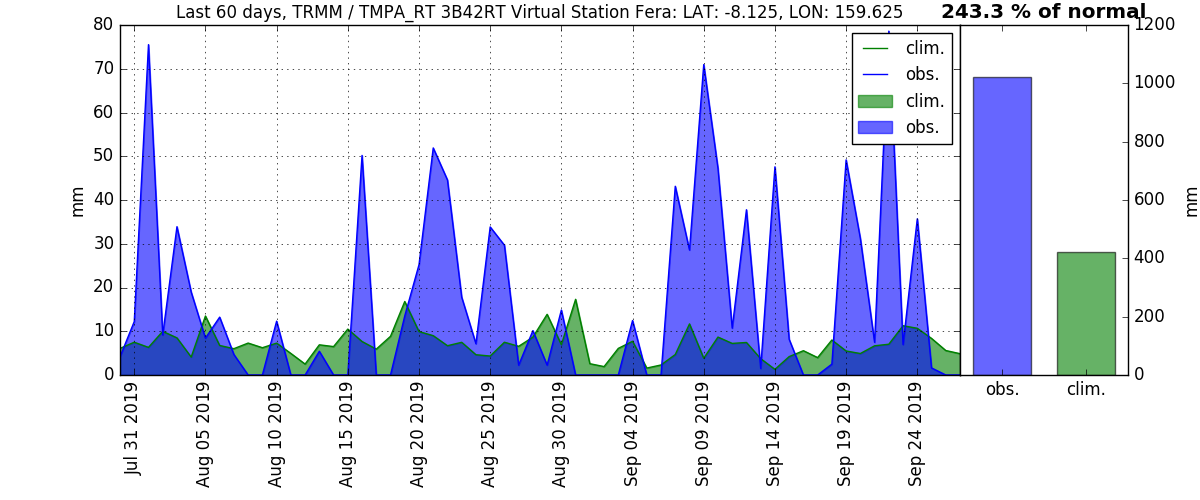 Last 60 days, TRMM / TMPA_RT 3B42RT Virtual Station Fera: LAT: -8.125, LON: 159.625
243.3 % of normal
80
70
60
50
40
30
20
10
0
mm
clim.
obs.
clim.
obs.
1200
1000
800
600
400
200
0
mm
Jul 31 2019
Aug 05 2019
Aug 10 2019
Aug 15 2019
Aug 20 2019
Aug 25 2019
Aug 30 2019
Sep 04 2019
Sep 09 2019
Sep 14 2019
Sep 19 2019
Sep 24 2019
obs.
clim.